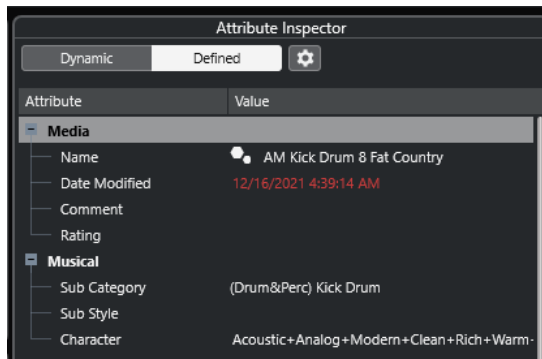 Attribute Inspector
Dynamic Defined
Attribute Value
Media
Name AM Kick Drum 8 Fat Country
Date Modified 12/16/2021 4:39:14 AM
Comment
Rating
Musical
Sub Category (Drum&Perc) Kick Drum
Sub Style
Character Acoustic+Analog+Modern+Clean+Rich+Warm-